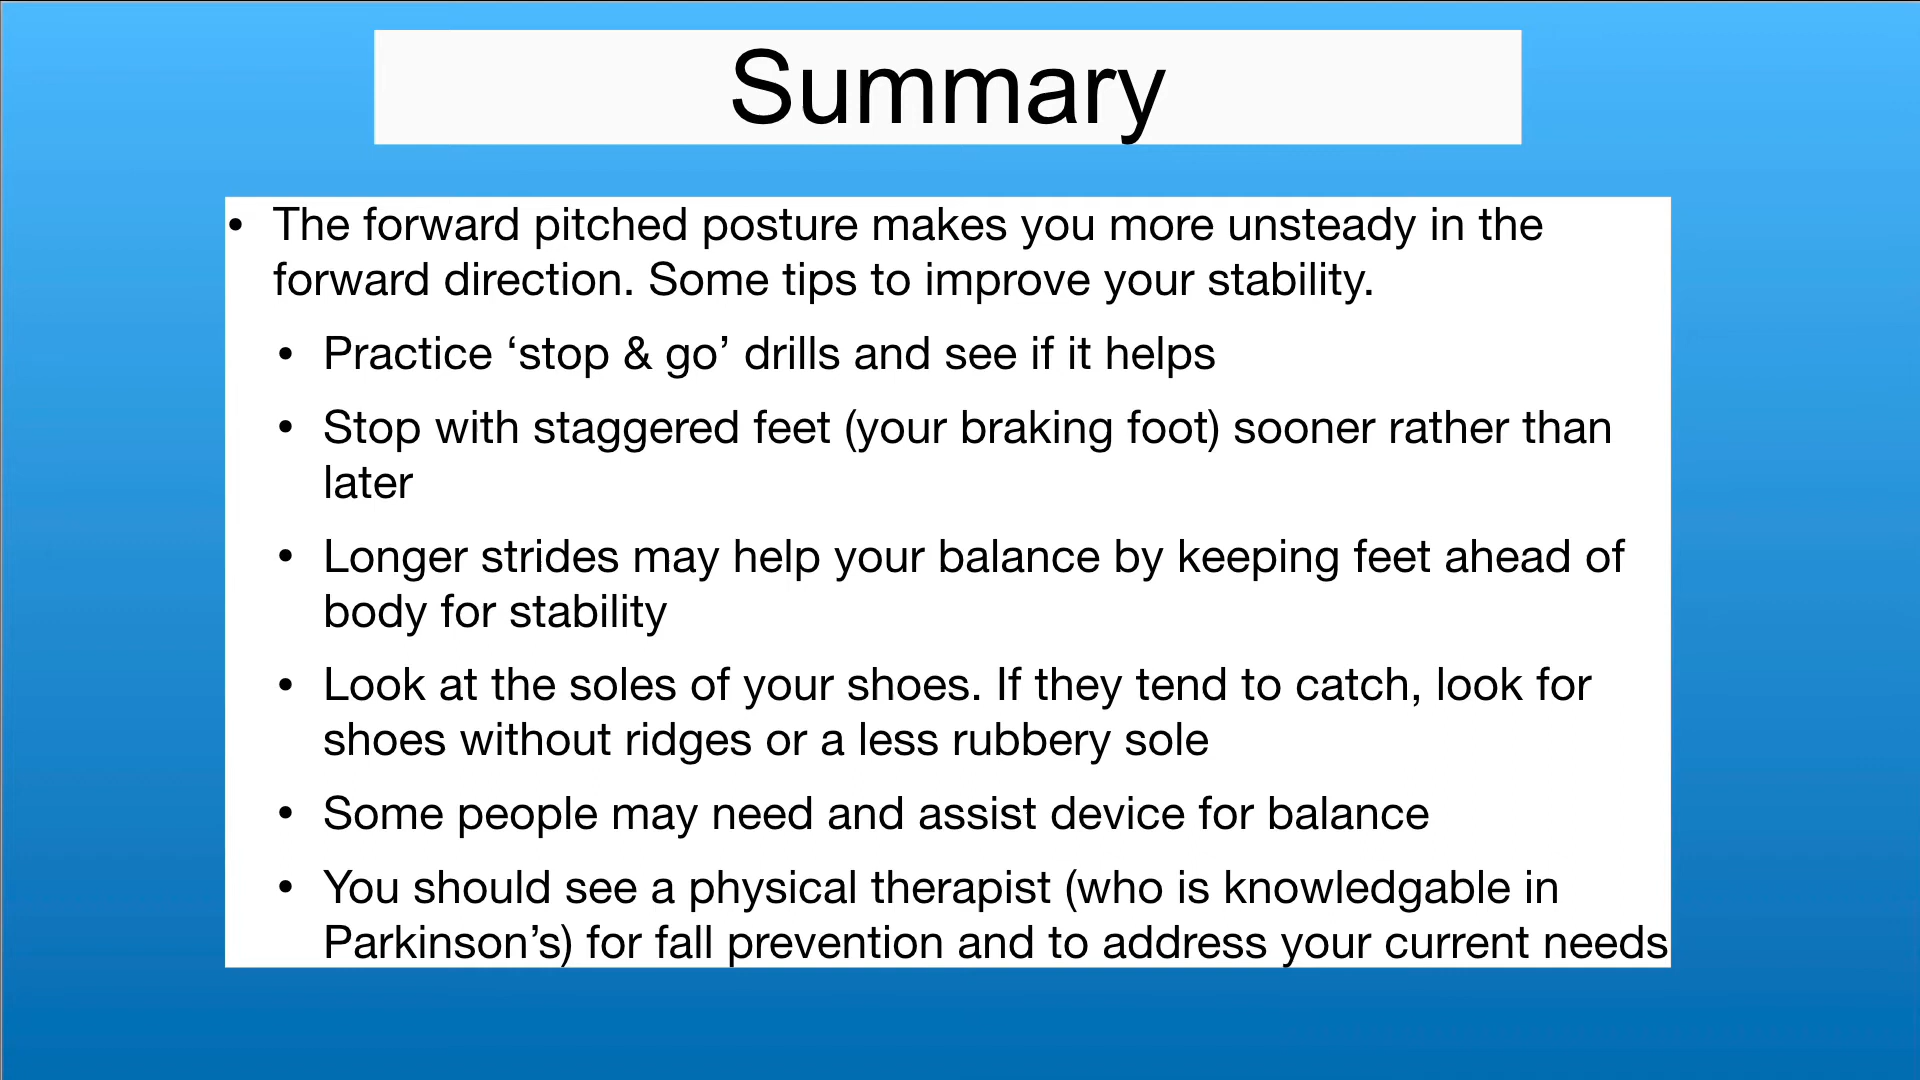 Summary
• The forward pitched posture makes you more unsteady in the
forward direction. Some tips to improve your stability.
• Practice ‘stop & go’ drills and see if it helps
• Stop with staggered feet (your braking foot) sooner rather than
later
• Longer strides may help your balance by keeping feet ahead of
body for stability
• Look at the soles of your shoes. If they tend to catch, look for
shoes without ridges or a less rubbery sole
• Some people may need and assist device for balance
• You should see a physical therapist (who is knowledgable in
Parkinson’s) for fall prevention and to address your current needs